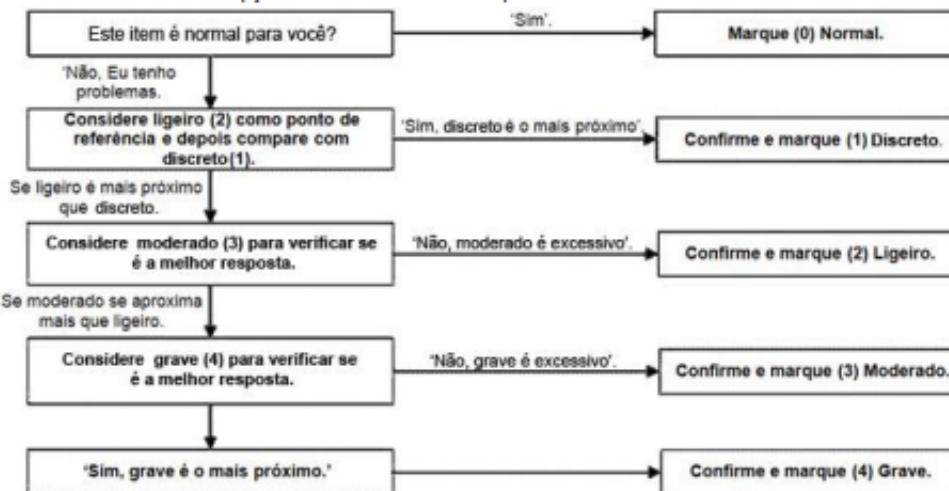 Este item é normal para você?
'Sim'.
Marque (0) Normal.
'Não, Eu tenho
problemas.
Considere ligeiro (2) como ponto de
referência e depois compare com
discreto(1).
'Sim, discreto é o mais próximo'.
Confirme e marque (1) Discreto.
Se ligeiro é mais próximo
que discreto.
Considere moderado (3) para verificar se
é a melhor resposta.
'Não, moderado é excessivo'.
Confirme e marque (2) Ligeiro.
Se moderado se aproxima
mais que ligeiro.
Considere grave (4) para verificar se
é a melhor resposta.
'Não, grave é excessivo'.
Confirme e marque (3) Moderado.
'Sim, grave é o mais próximo.'
Confirme e marque (4) Grave.